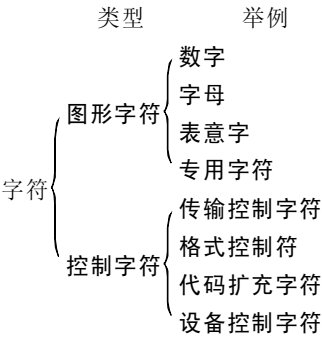 类型 举例
数字
字母
图形字符
表意字
专用字符
字符
传输控制字符
格式控制符
控制字符
代码扩充字符
设备控制字符